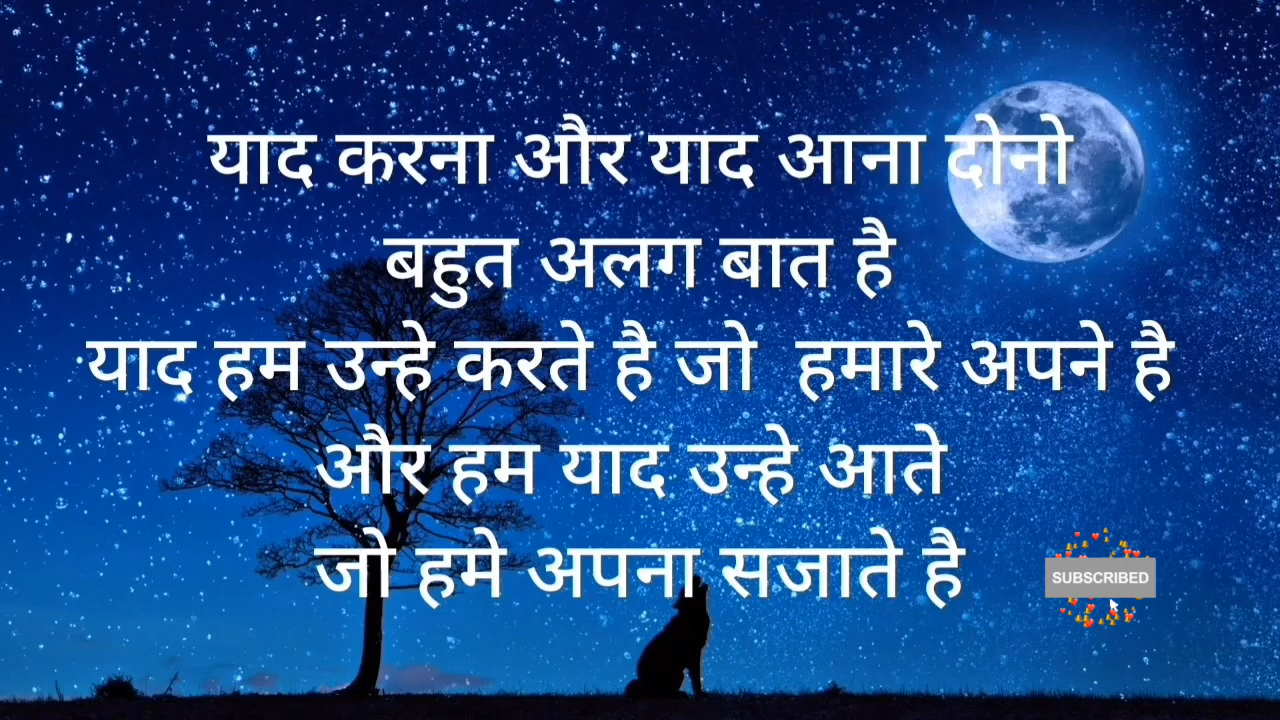 याद करना और याद आना दोनो
बहुत अलग बात है
याद हम उन्हे करते है जो  हमारे अपने है
और हम याद उन्हे आते
जो हमे अपना सजाते है
SUBSCRIBED